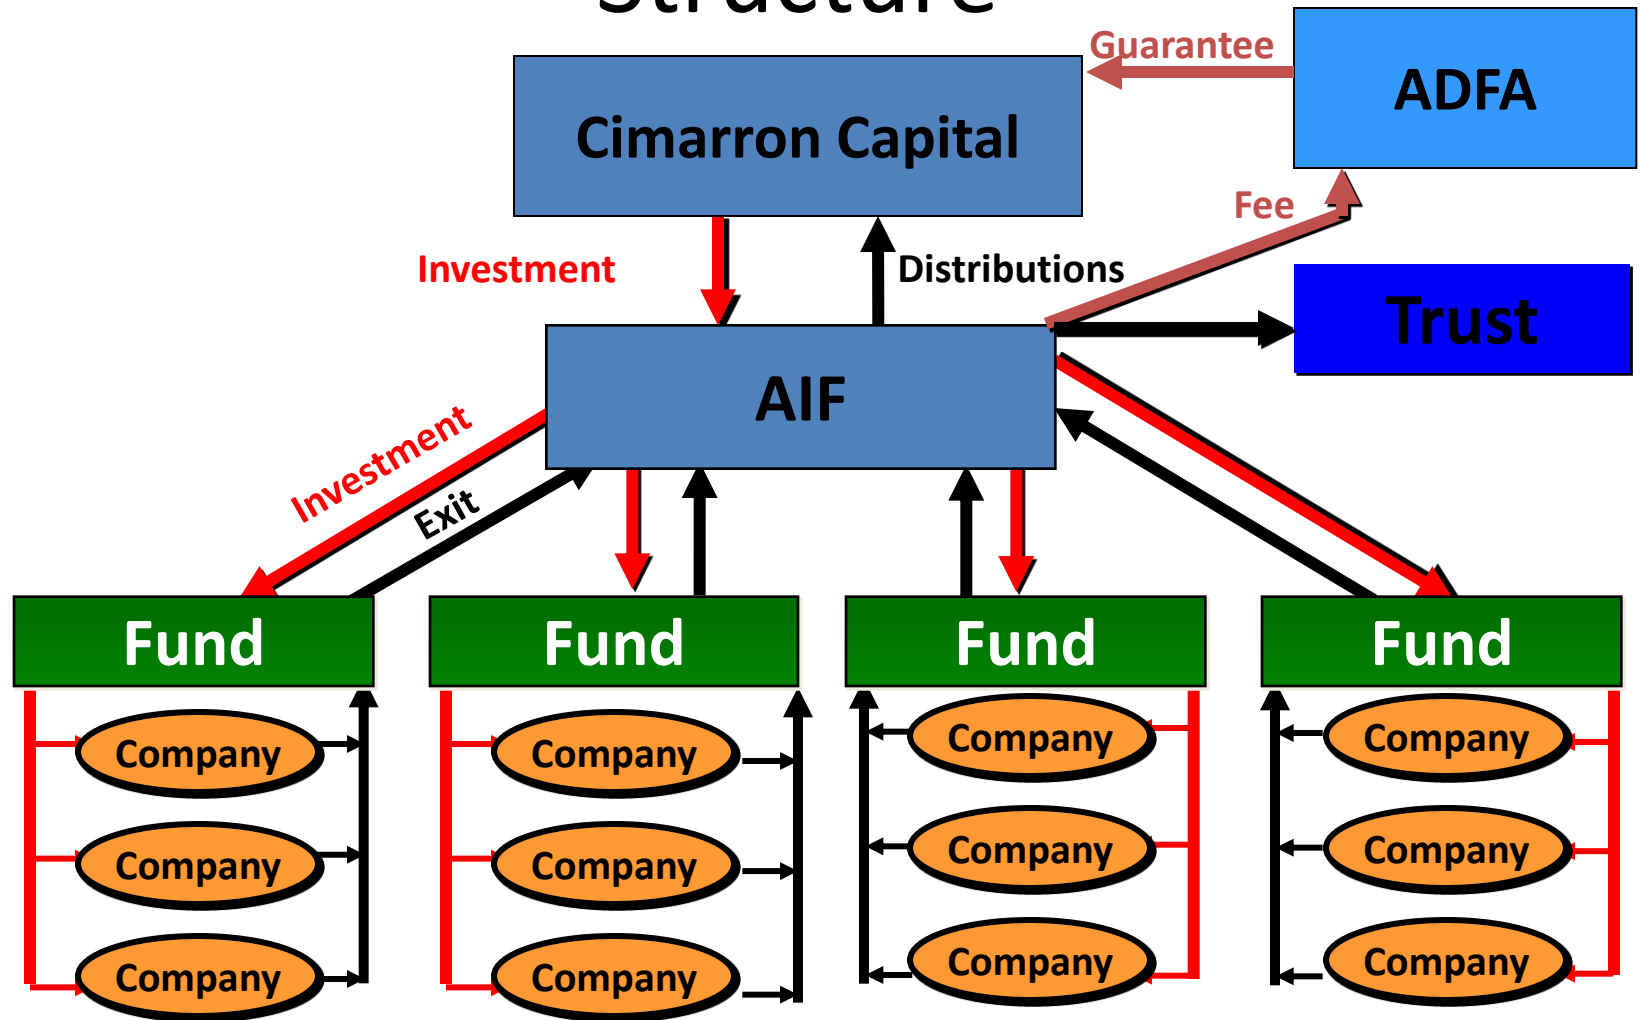 Structure
Guarantee
ADFA
Cimarron Capital
Fee
Investment
Distributions
Trust
AIF
Investment
Exit
Fund
Fund
Fund
Fund
Company
Company
Company
Company
Company
Company
Company
Company
Company
Company
Company
Company